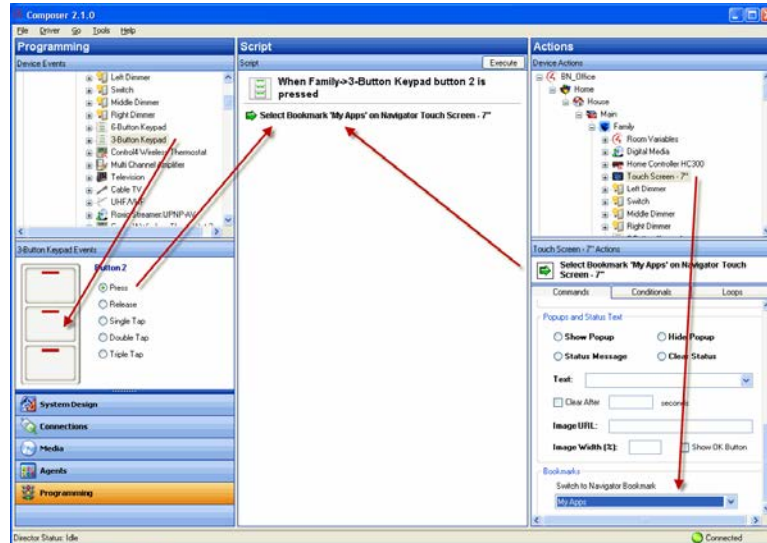 Composer 2.1.0
File Driver Go Tools Help
Programming
Device Events
Left Dimmer
Switch
Middle Dimmer
Right Dimmer
6-Button Keypad
3-Button Keypad
Control4 Wireless Thermostat
Multi Channel Amplifier
Television
Cable TV
UHF/VHF
Roxio Streamer:UPNP-AV
3-Button Keypad Events
Button 2
Press
Release
Single Tap
Double Tap
Triple Tap
System Design
Connections
Media
Agents
Programming
Director Status: Idle
Script
Script
Execute
When Family->3-Button Keypad button 2 is
pressed
Select Bookmark 'My Apps' on Navigator Touch Screen - 7"
Actions
Device Actions
BN_Office
Home
House
Main
Family
Room Variables
Digital Media
Home Controller HC300
Touch Screen - 7"
Left Dimmer
Switch
Middle Dimmer
Right Dimmer
Touch Screen - 7" Actions
Select Bookmark 'My Apps' on Navigator Touch
Screen - 7"
Commands Conditionals Loops
Popups and Status Text
Show Popup Hide Popup
Status Message Clear Status
Text:
Clear After seconds
Image URL:
Image Width (%): Show OK Button
Bookmarks
Switch to Navigator Bookmark
My Apps
Connected